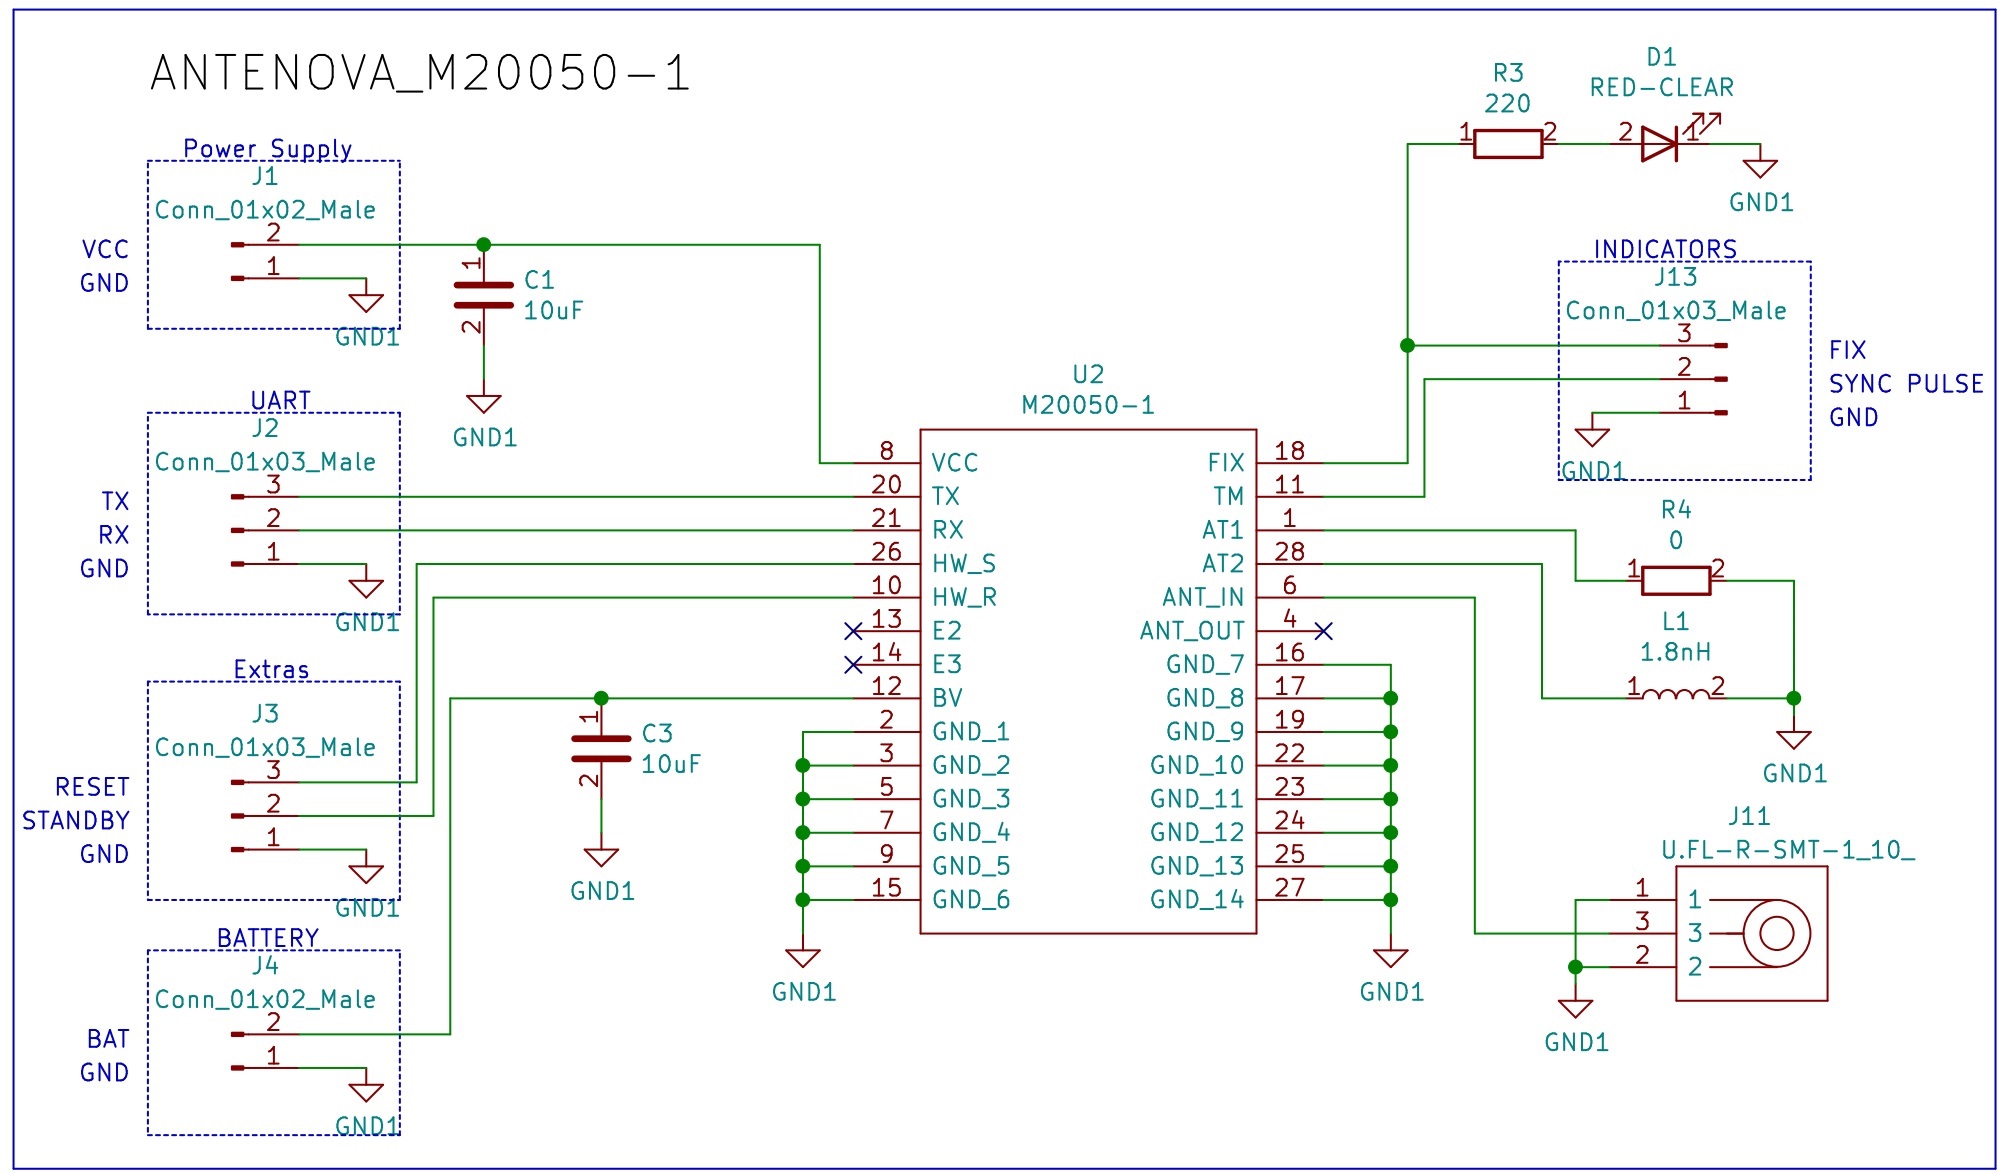 ANTENOVA_M20050-1
Power Supply
J1
Conn_01x02_Male
VCC 2
GND 1
GND1
1
C1
10uF
2
GND1
UART
J2
Conn_01x03_Male
TX 3
RX 2
GND 1
GND1
Extras
J3
Conn_01x03_Male
RESET 3
STANDBY 2
GND 1
GND1
BATTERY
J4
Conn_01x02_Male
BAT 2
GND 1
GND1
1
C3
10uF
2
GND1
U2
M20050-1
8 VCC FIX 18
20 TX TM 11
21 RX AT1 1
26 HW_S AT2 28
10 HW_R ANT_IN 6
13 E2 ANT_OUT 4
14 E3 GND_7 16
12 BV GND_8 17
2 GND_1 GND_9 19
3 GND_2 GND_10 22
5 GND_3 GND_11 23
7 GND_4 GND_12 24
9 GND_5 GND_13 25
15 GND_6 GND_14 27
GND1
GND1
R3
220
1 2
D1
RED-CLEAR
2 1
GND1
INDICATORS
J13
Conn_01x03_Male
3 FIX
2 SYNC PULSE
1 GND
GND1
R4
0
1 2
L1
1.8nH
1 2
GND1
J11
U.FL-R-SMT-1_10_
1 1
3 3
2 2
GND1